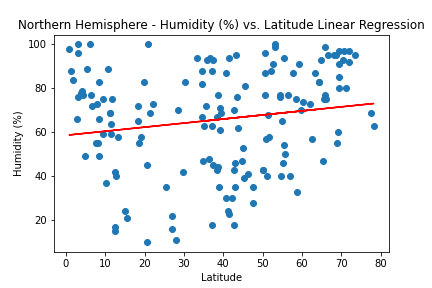 Northern Hemisphere - Humidity (%) vs. Latitude Linear Regression
100
80
60
40
20
Humidity (%)
0 10 20 30 40 50 60 70 80
Latitude